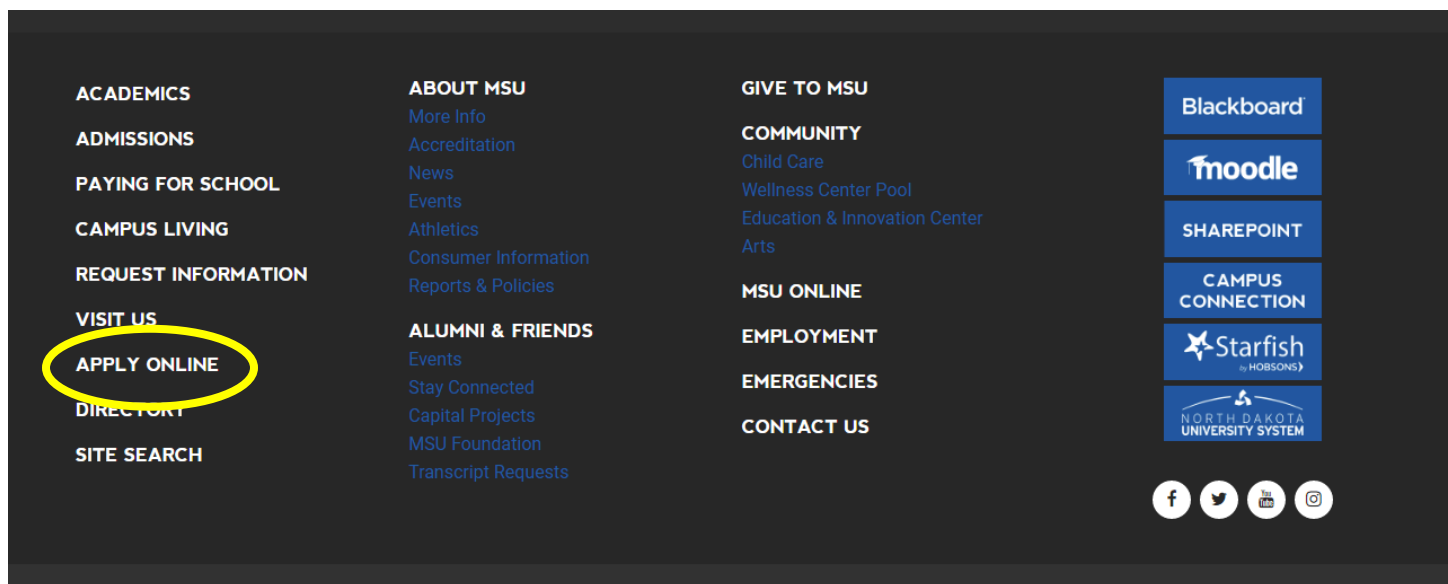 ACADEMICS
ADMISSIONS
PAYING FOR SCHOOL
CAMPUS LIVING
REQUEST INFORMATION
VISIT US
APPLY ONLINE
DIRECTORY
SITE SEARCH
ABOUT MSU
More Info
Accreditation
News
Events
Athletics
Consumer Information
Reports & Policies
ALUMNI & FRIENDS
Events
Stay Connected
Capital Projects
MSU Foundation
Transcript Requests
GIVE TO MSU
COMMUNITY
Child Care
Wellness Center Pool
Education & Innovation Center
Arts
MSU ONLINE
EMPLOYMENT
EMERGENCIES
CONTACT US
Blackboard
moodle
SHAREPOINT
CAMPUS
CONNECTION
Starfish
by HOBSONS
NORTH DAKOTA
UNIVERSITY SYSTEM
You
Tube